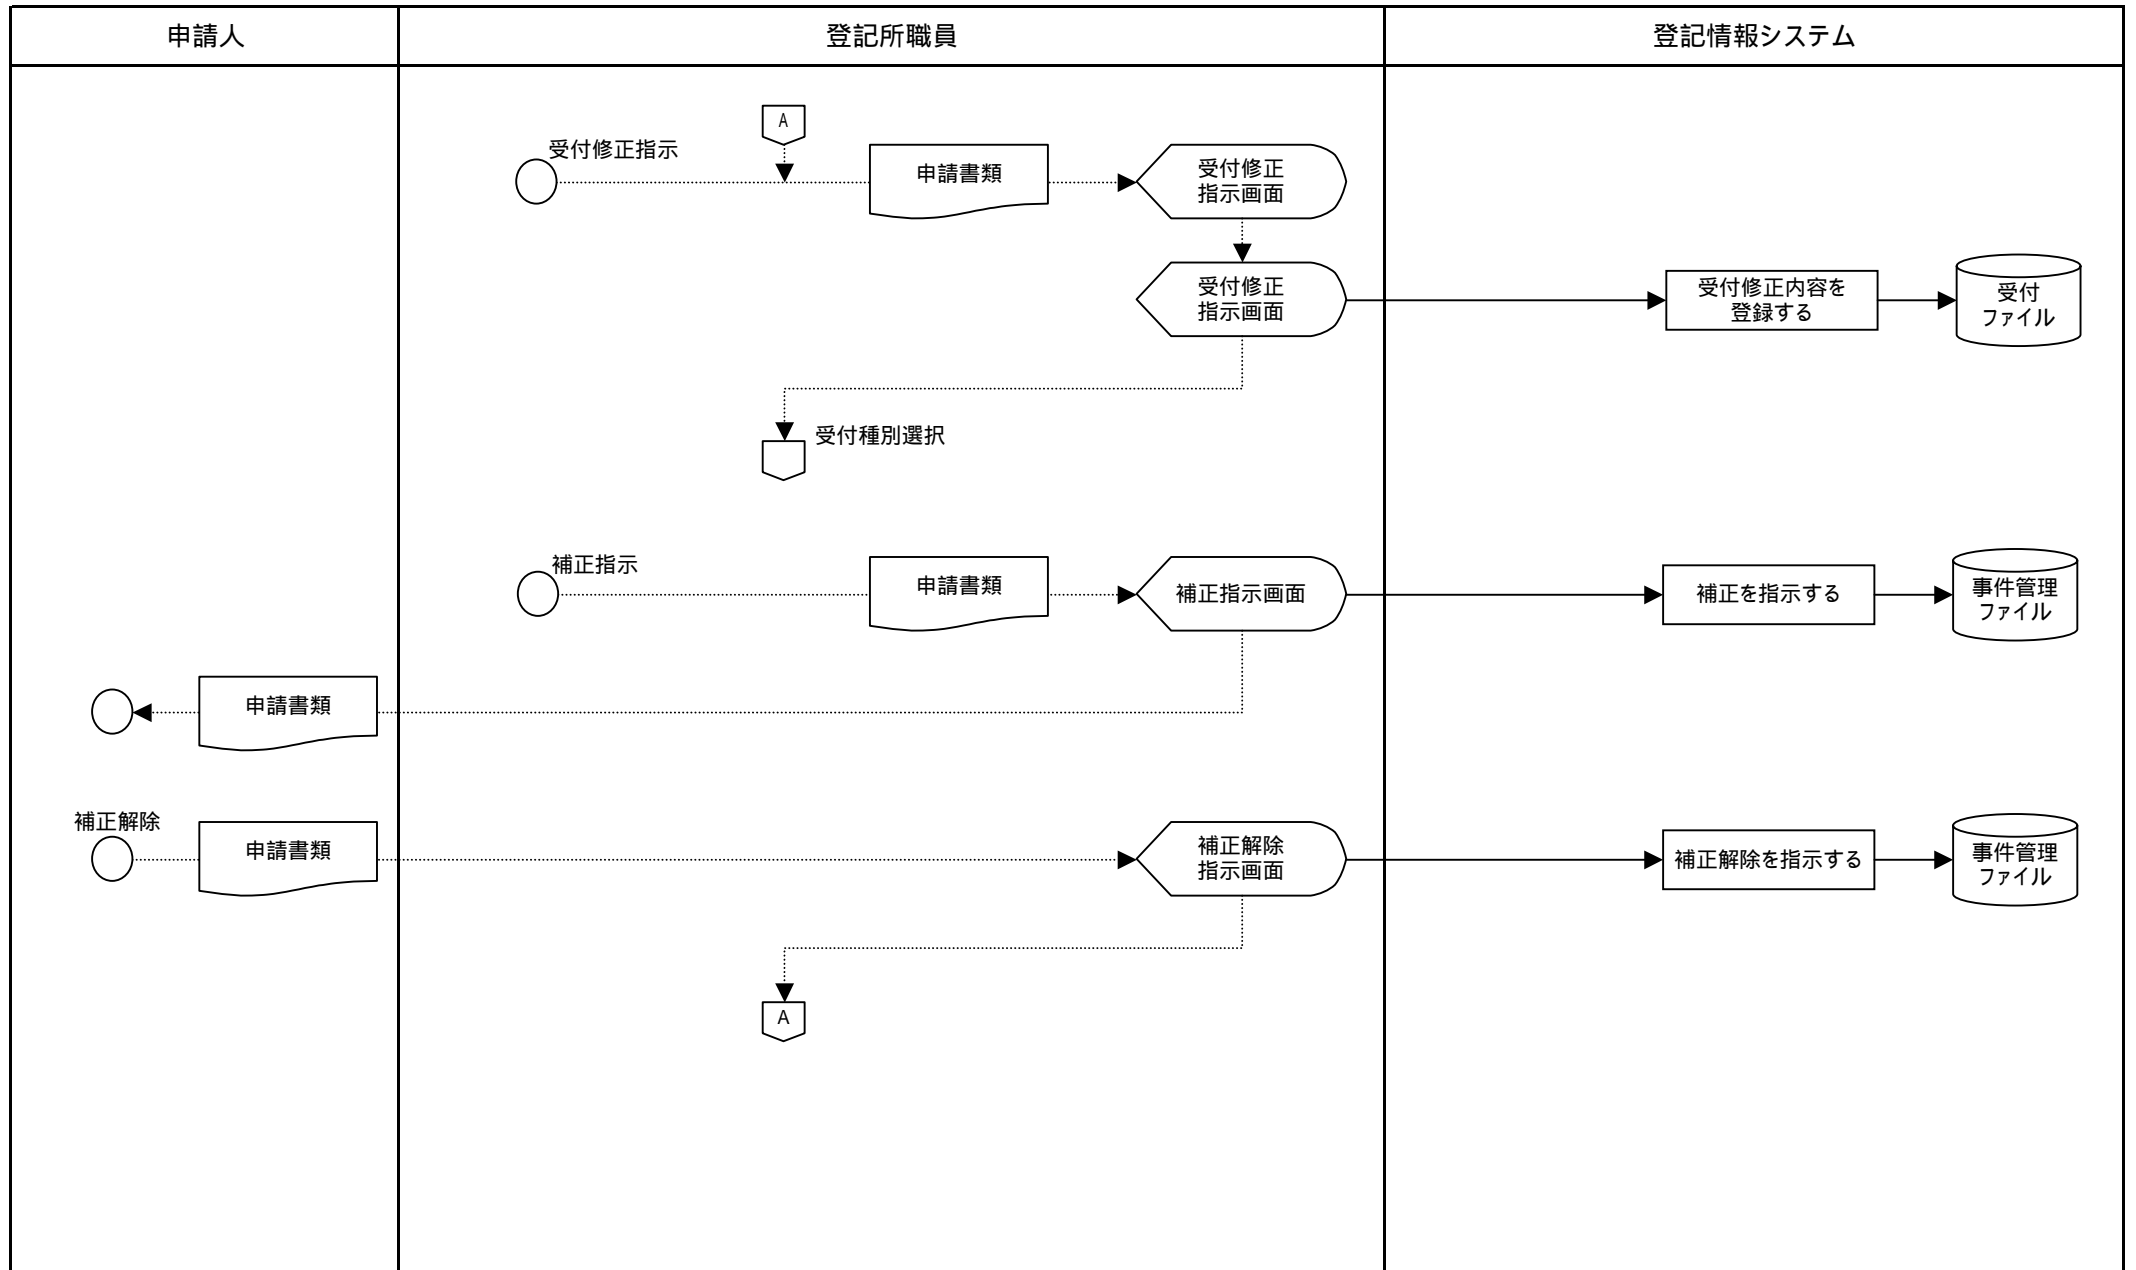 申請人
登記所職員
登記情報システム
A
受付修正指示
申請書類
受付修正
指示画面
受付修正
指示画面
受付修正内容を
登録する
受付
ファイル
受付種別選択
補正指示
申請書類
補正指示画面
補正を指示する
事件管理
ファイル
申請書類
補正解除
申請書類
補正解除
指示画面
補正解除を指示する
事件管理
ファイル
A